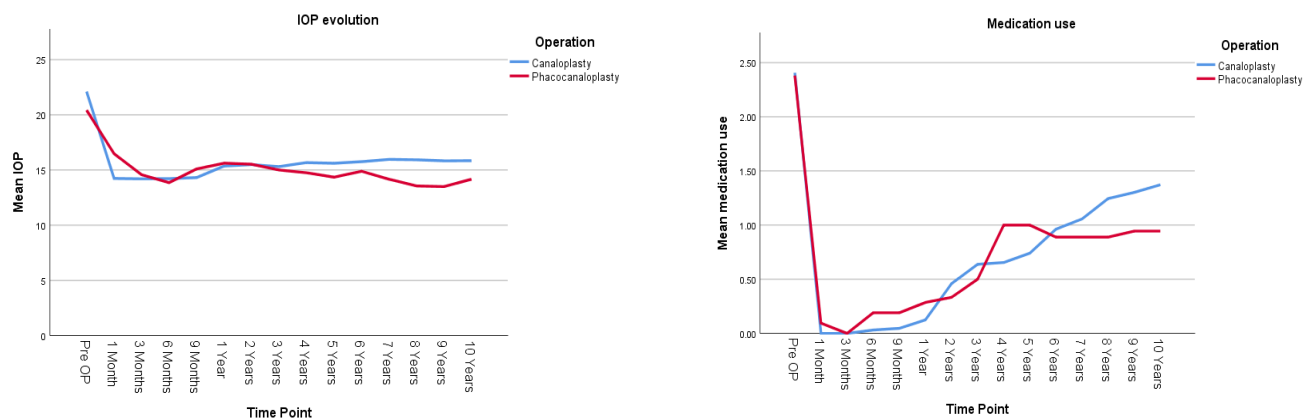 IOP evolution
Operation
Canaloplasty
Phacocanaloplasty
Mean IOP
25
20
15
10
5
0
Pre OP
1 Month
3 Months
6 Months
9 Months
1 Year
2 Years
3 Years
4 Years
5 Years
6 Years
7 Years
8 Years
9 Years
10 Years
Time Point
Medication use
Operation
Canaloplasty
Phacocanaloplasty
Mean medication use
2.50
2.00
1.50
1.00
0.50
0.00
Pre OP
1 Month
3 Months
6 Months
9 Months
1 Year
2 Years
3 Years
4 Years
5 Years
6 Years
7 Years
8 Years
9 Years
10 Years
Time Point